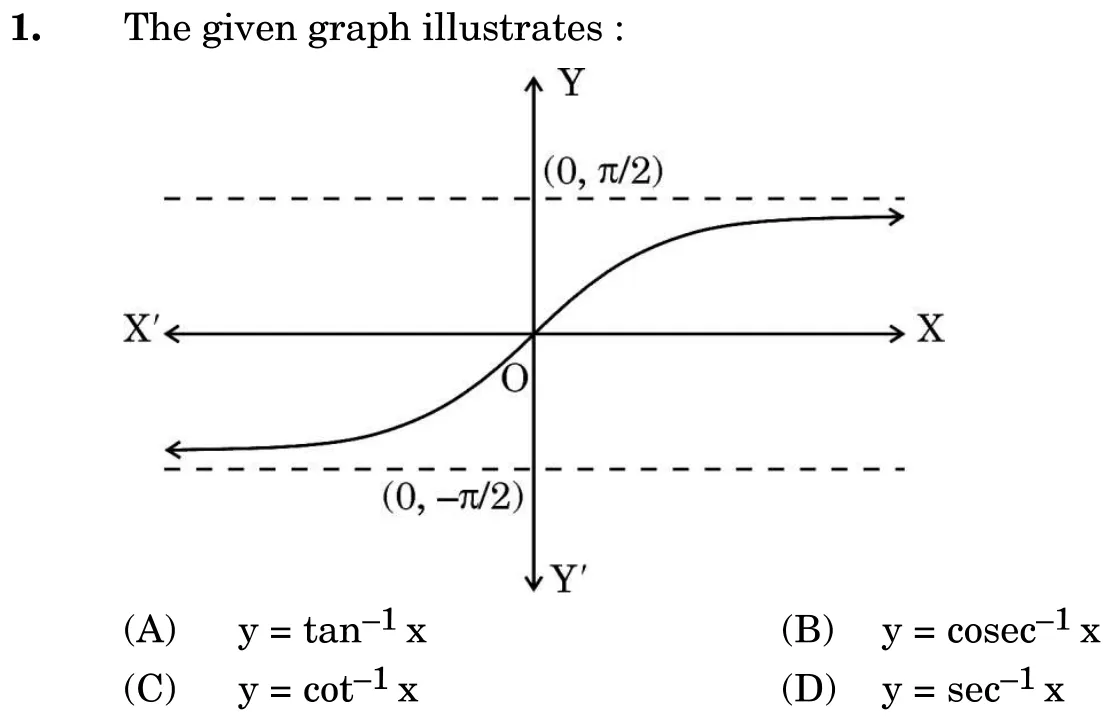 1. The given graph illustrates :
Y
(0, π/2)
X′ X
O
(0, –π/2)
Y′
(A) y = tan⁻¹ x (B) y = cosec⁻¹ x
(C) y = cot⁻¹ x (D) y = sec⁻¹ x